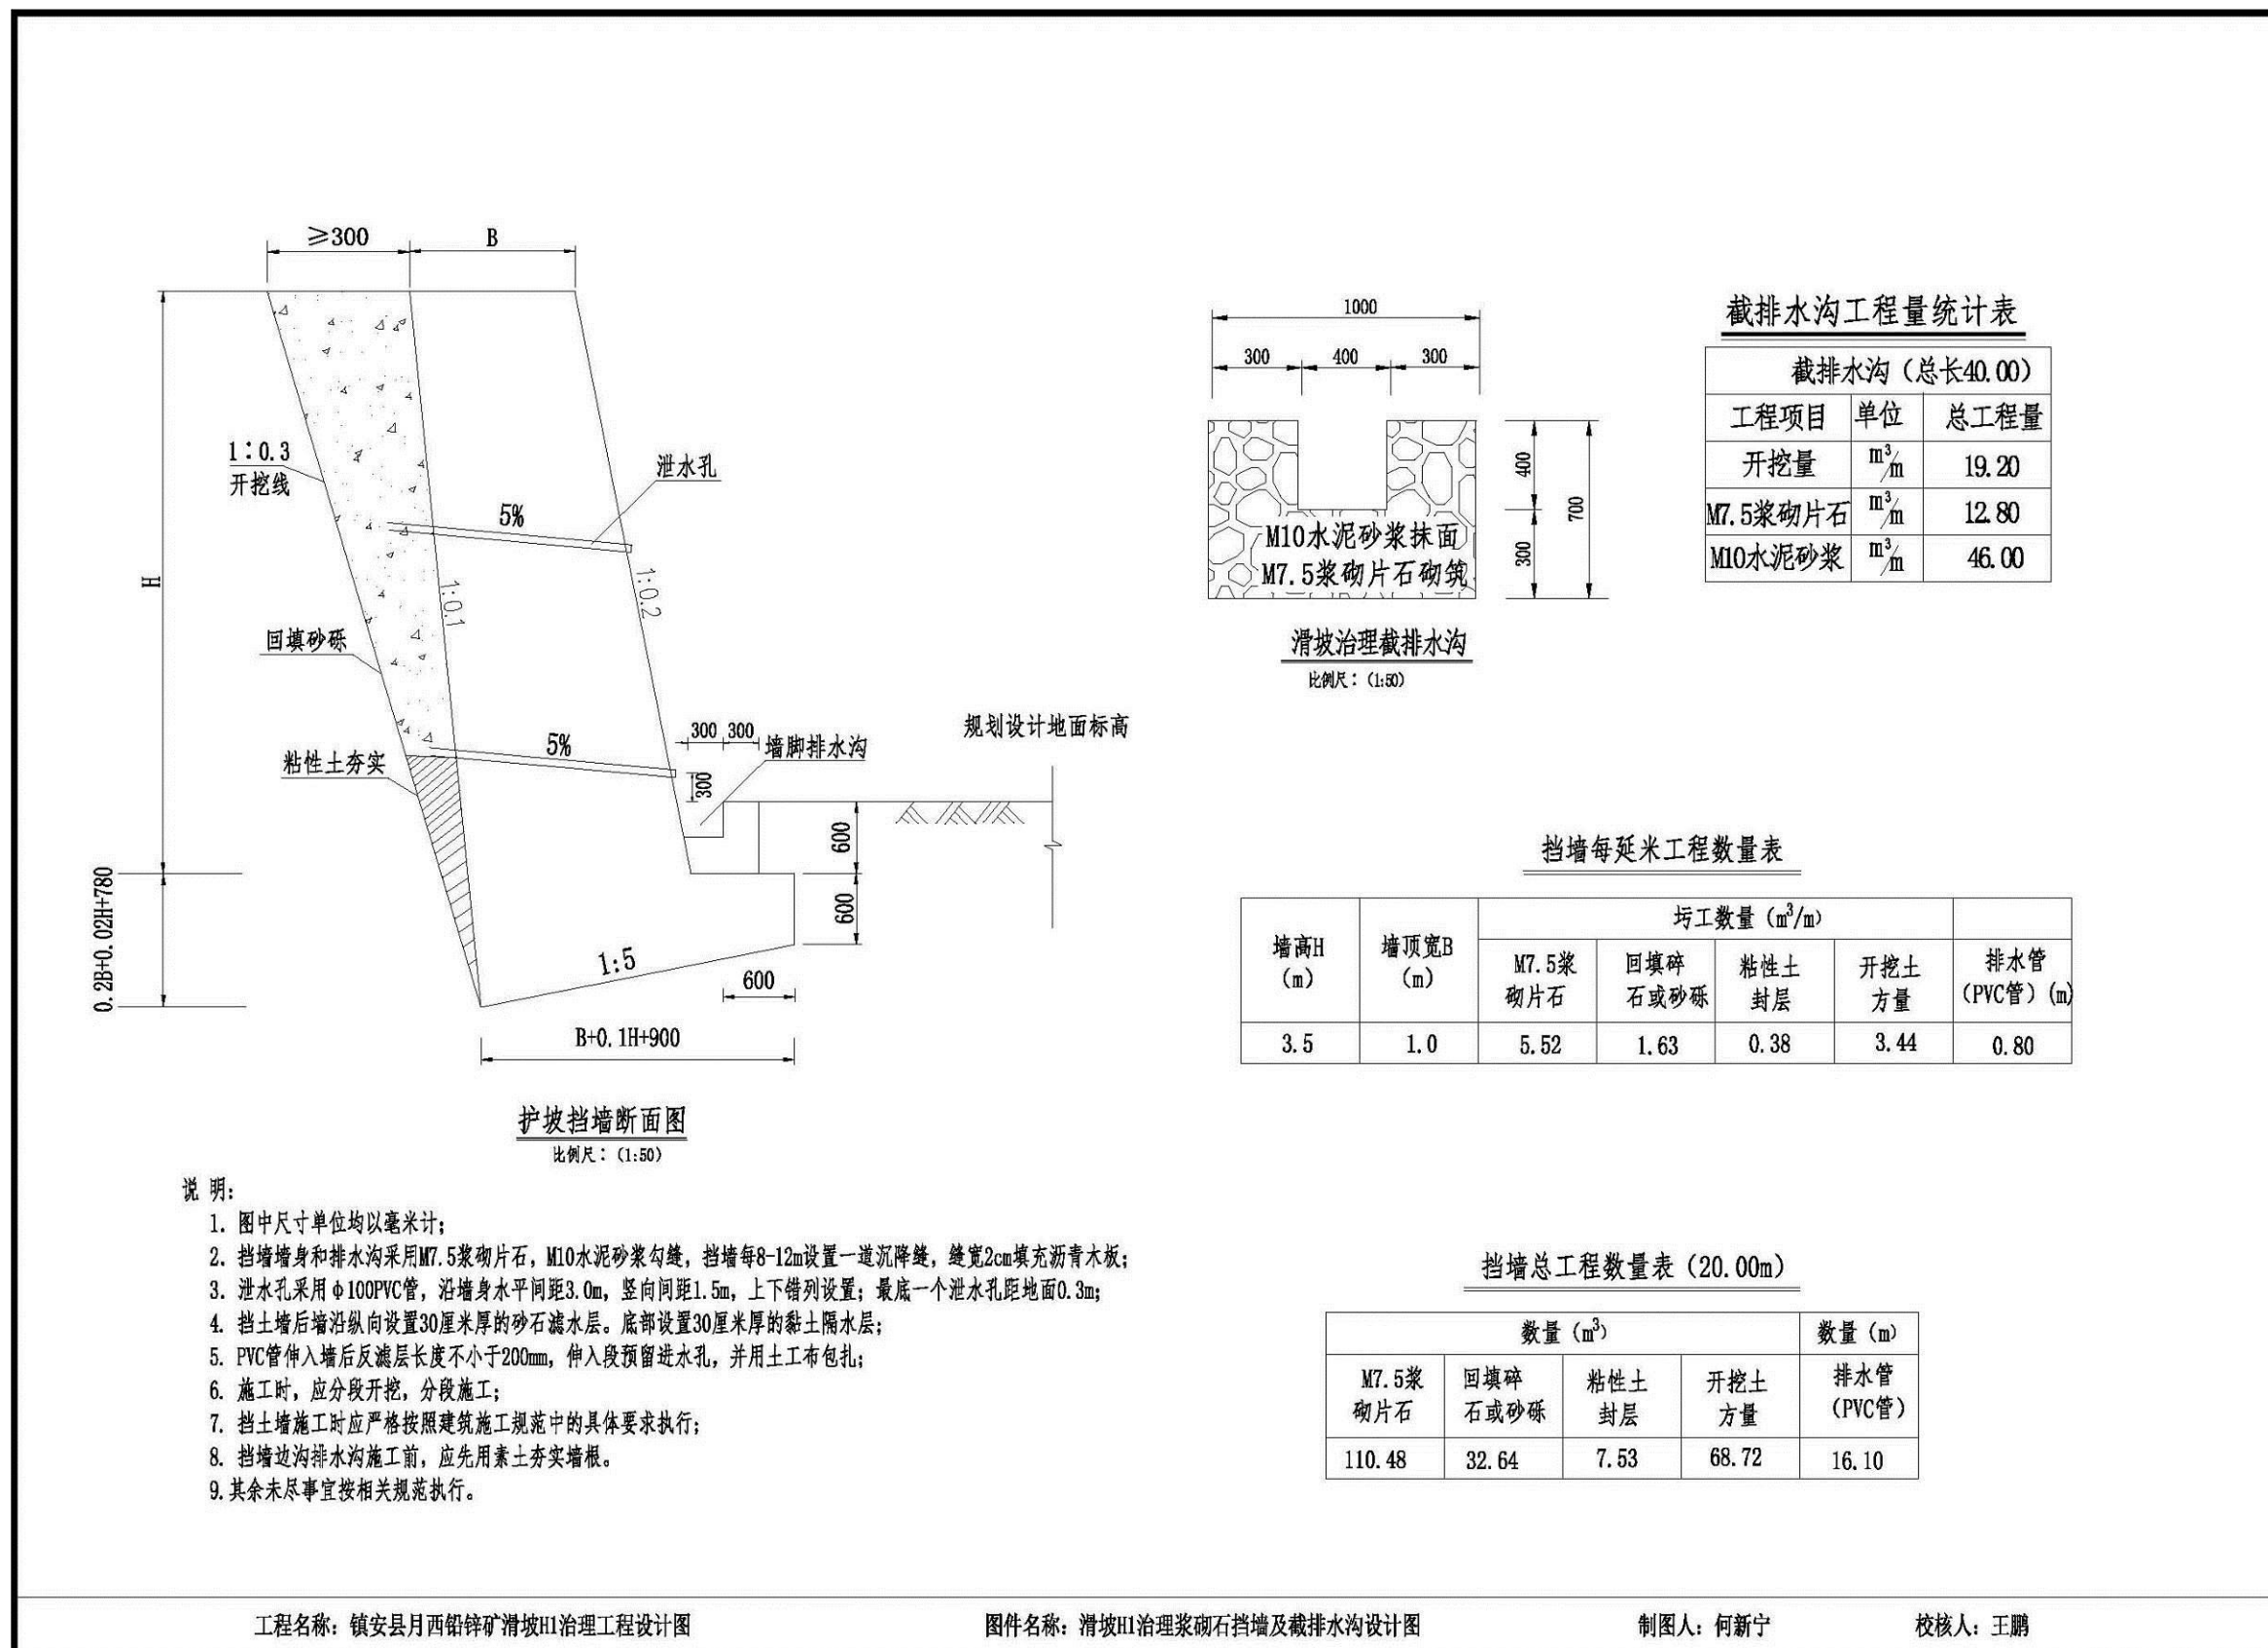 ≥300
B
1:0.3
开挖线
泄水孔
5%
H
1:0.1
1:0.2
回填砂砾
5%
粘性土夯实
300
300
墙脚排水沟
300
规划设计地面标高
600
600
0.2B+0.02H+780
1:5
600
B+0.1H+900
护坡挡墙断面图
比例尺：(1:50)
1000
300
400
300
400
300
700
M10水泥砂浆抹面
M7.5浆砌片石砌筑
滑坡治理截排水沟
比例尺：(1:50)
截排水沟工程量统计表
截排水沟（总长40.00）
工程项目 单位 总工程量
开挖量 m³/m 19.20
M7.5浆砌片石 m³/m 12.80
M10水泥砂浆 m³/m 46.00
挡墙每延米工程数量表
墙高H
(m)
墙顶宽B
(m)
圬工数量（m³/m）
M7.5浆
砌片石
回填碎
石或砂砾
粘性土
封层
开挖土
方量
排水管
（PVC管）(m)
3.5 1.0 5.52 1.63 0.38 3.44 0.80
挡墙总工程数量表（20.00m）
数量（m³） 数量（m）
M7.5浆
砌片石
回填碎
石或砂砾
粘性土
封层
开挖土
方量
排水管
（PVC管）
110.48 32.64 7.53 68.72 16.10
说 明:
1. 图中尺寸单位均以毫米计;
2. 挡墙墙身和排水沟采用M7.5浆砌片石, M10水泥砂浆勾缝, 挡墙每8-12m设置一道沉降缝, 缝宽2cm填充沥青木板;
3. 泄水孔采用φ100PVC管, 沿墙身水平间距3.0m, 竖向间距1.5m, 上下错列设置; 最底一个泄水孔距地面0.3m;
4. 挡土墙后墙沿纵向设置30厘米厚的砂石滤水层。底部设置30厘米厚的黏土隔水层;
5. PVC管伸入墙后反滤层长度不小于200mm, 伸入段预留进水孔, 并用土工布包扎;
6. 施工时, 应分段开挖, 分段施工;
7. 挡土墙施工时应严格按照建筑施工规范中的具体要求执行;
8. 挡墙边沟排水沟施工前, 应先用素土夯实墙根。
9.其余未尽事宜按相关规范执行。
工程名称: 镇安县月西铅锌矿滑坡H1治理工程设计图 图件名称: 滑坡H1治理浆砌石挡墙及截排水沟设计图 制图人: 何新宁 校核人: 王鹏